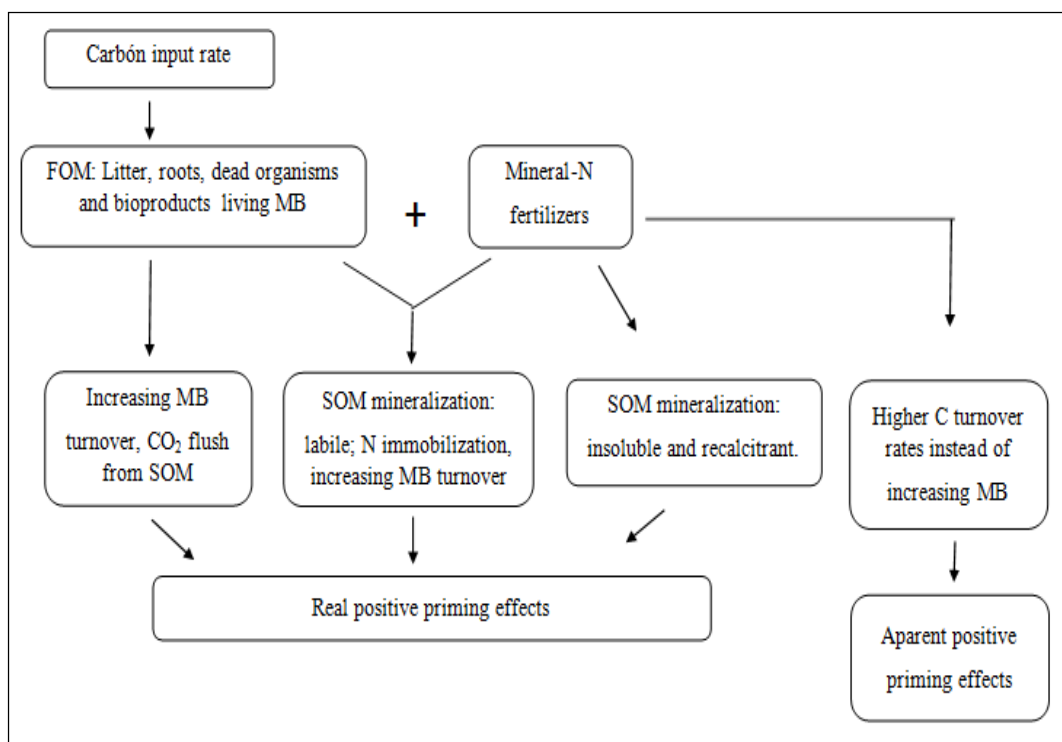 Carbón input rate
FOM: Litter, roots, dead organisms
and bioproducts living MB
+
Mineral-N
fertilizers
Increasing MB
turnover, CO₂ flush
from SOM
SOM mineralization:
labile; N immobilization,
increasing MB turnover
SOM mineralization:
insoluble and recalcitrant.
Higher C turnover
rates instead of
increasing MB
Real positive priming effects
Aparent positive
priming effects